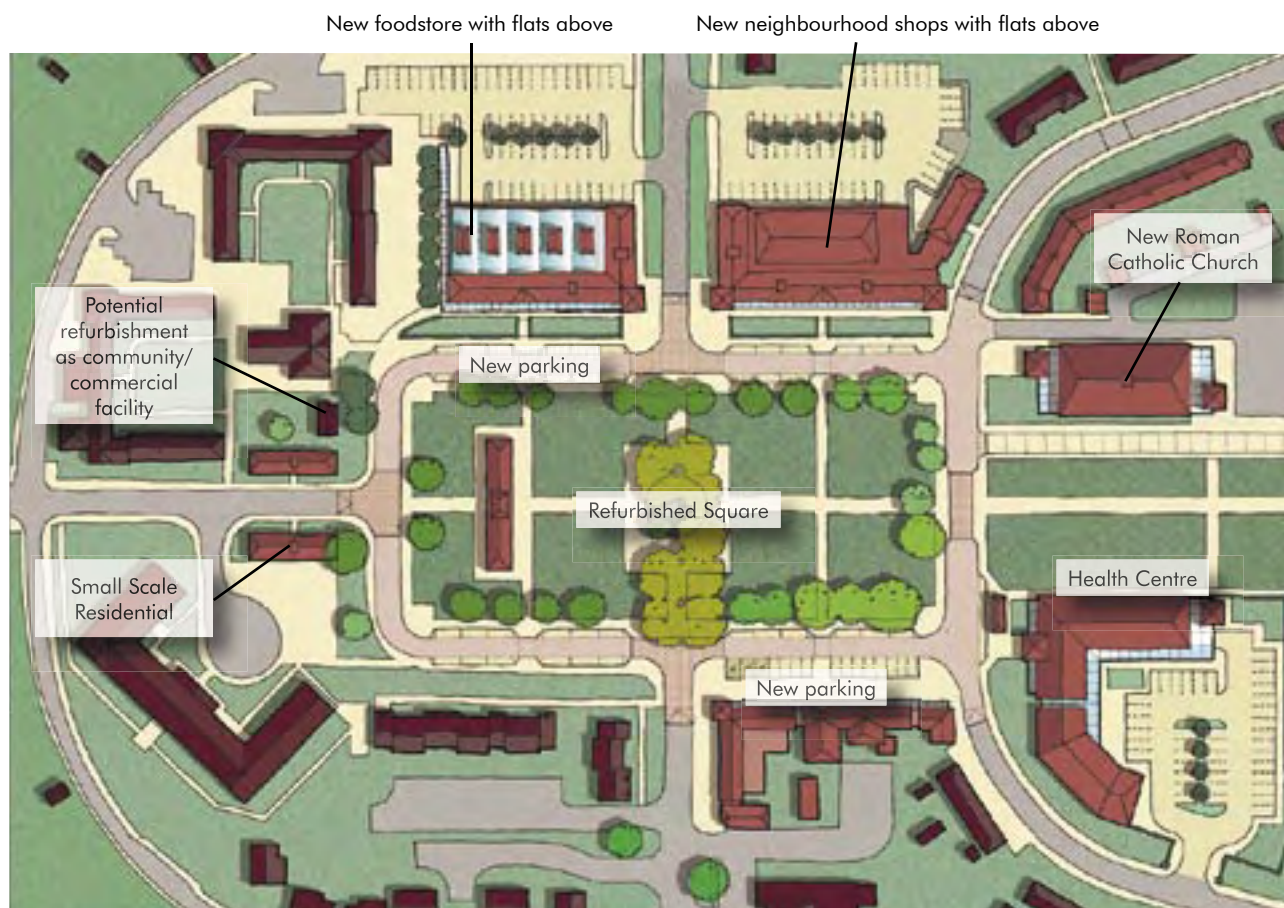 New foodstore with flats above
New neighbourhood shops with flats above
New Roman
Catholic Church
Potential
refurbishment
as community/
commercial
facility
New parking
Refurbished Square
Small Scale
Residential
Health Centre
New parking